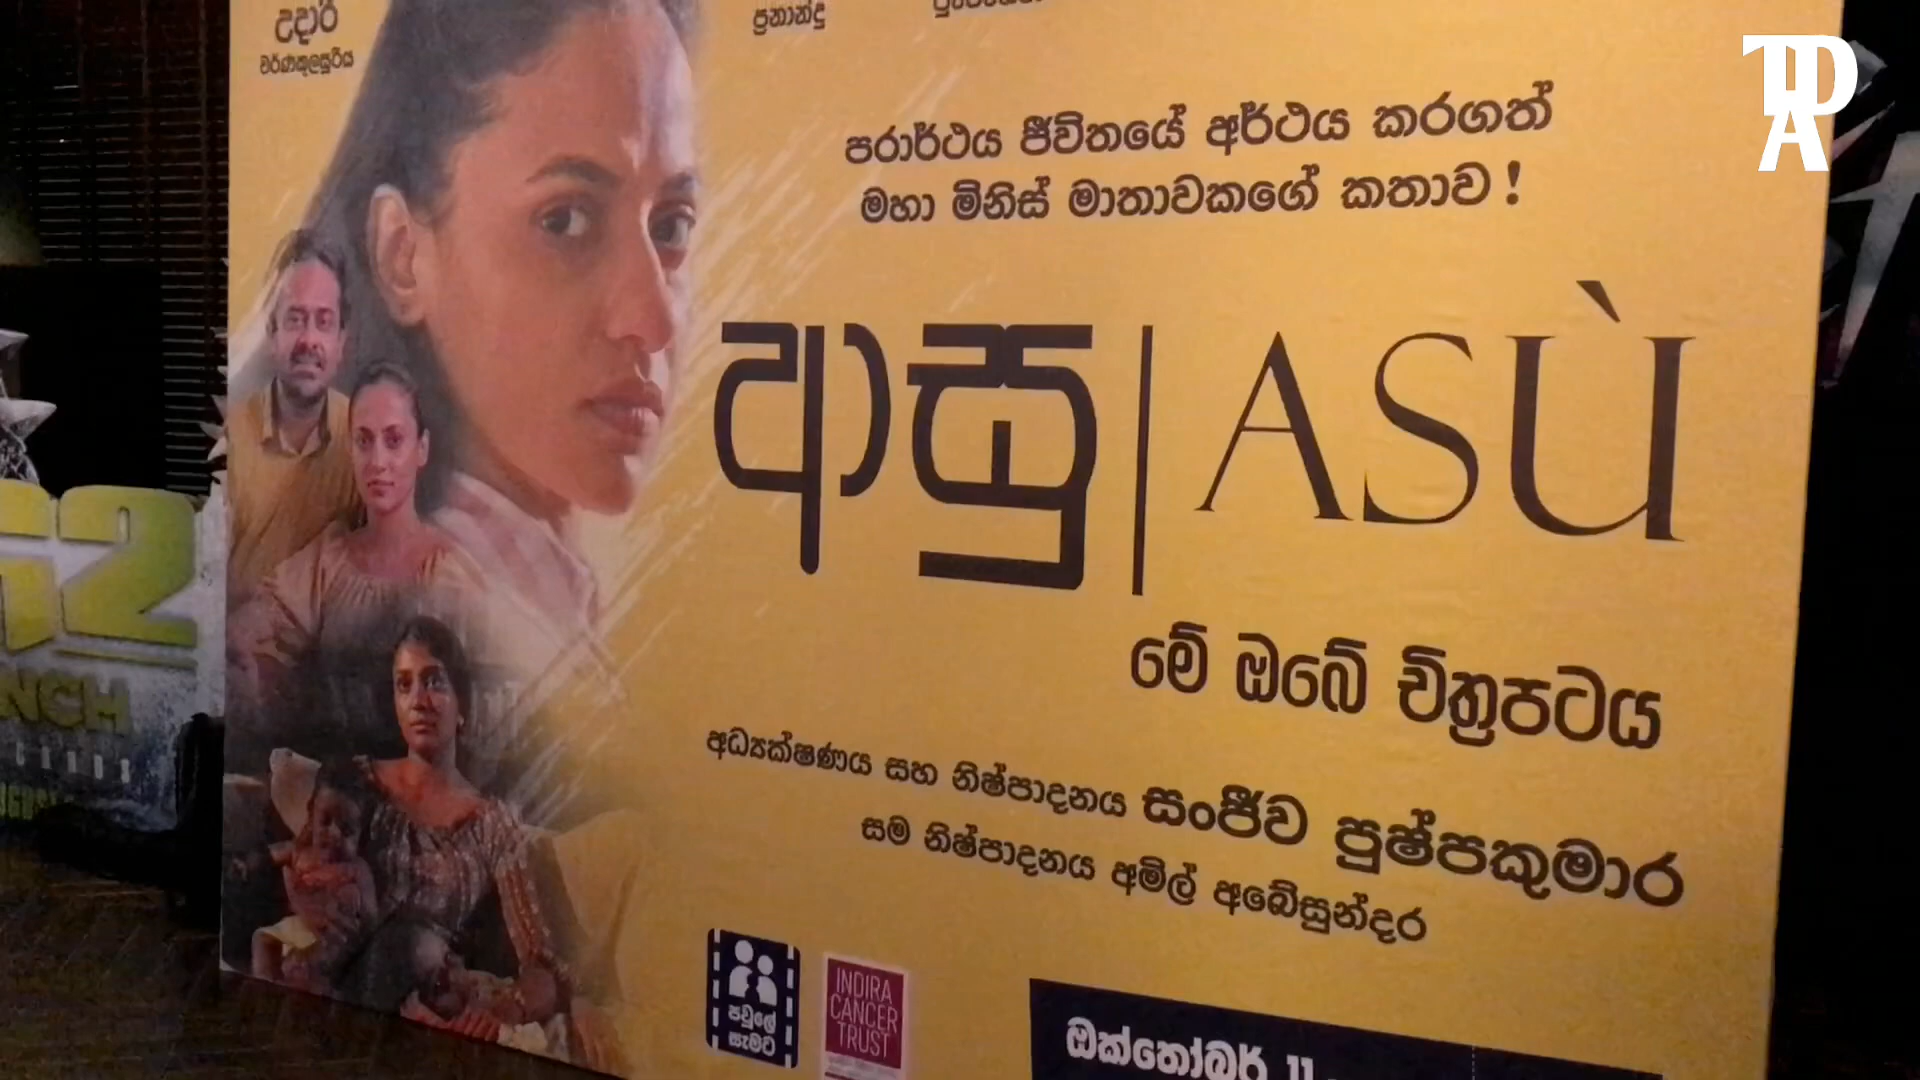 උදාරි
වර්ණකුලසූරිය
ප්‍රනාන්දු
TUDA
පරාර්ථය ජීවිතයේ අර්ථය කරගත්
මහා මිනිස් මාතාවකගේ කතාව !
ආසු | ASÙ
මේ ඔබේ චිත්‍රපටය
අධ්‍යක්ෂණය සහ නිෂ්පාදනය සංජීව පුෂ්පකුමාර
සම නිෂ්පාදනය අමිල් අබේසුන්දර
පවුලේ
සැමට
INDIRA
CANCER
TRUST
ඔක්තෝබර් 11